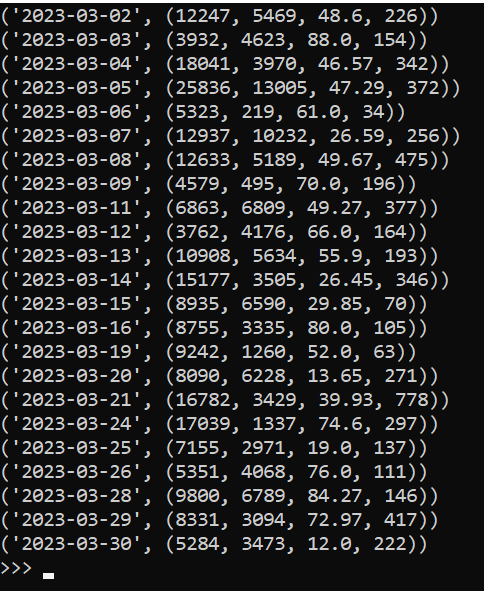 ('2023-03-02', (12247, 5469, 48.6, 226))
('2023-03-03', (3932, 4623, 88.0, 154))
('2023-03-04', (18041, 3970, 46.57, 342))
('2023-03-05', (25836, 13005, 47.29, 372))
('2023-03-06', (5323, 219, 61.0, 34))
('2023-03-07', (12937, 10232, 26.59, 256))
('2023-03-08', (12633, 5189, 49.67, 475))
('2023-03-09', (4579, 495, 70.0, 196))
('2023-03-11', (6863, 6809, 49.27, 377))
('2023-03-12', (3762, 4176, 66.0, 164))
('2023-03-13', (10908, 5634, 55.9, 193))
('2023-03-14', (15177, 3505, 26.45, 346))
('2023-03-15', (8935, 6590, 29.85, 70))
('2023-03-16', (8755, 3335, 80.0, 105))
('2023-03-19', (9242, 1260, 52.0, 63))
('2023-03-20', (8090, 6228, 13.65, 271))
('2023-03-21', (16782, 3429, 39.93, 778))
('2023-03-24', (17039, 1337, 74.6, 297))
('2023-03-25', (7155, 2971, 19.0, 137))
('2023-03-26', (5351, 4068, 76.0, 111))
('2023-03-28', (9800, 6789, 84.27, 146))
('2023-03-29', (8331, 3094, 72.97, 417))
('2023-03-30', (5284, 3473, 12.0, 222))
>>>